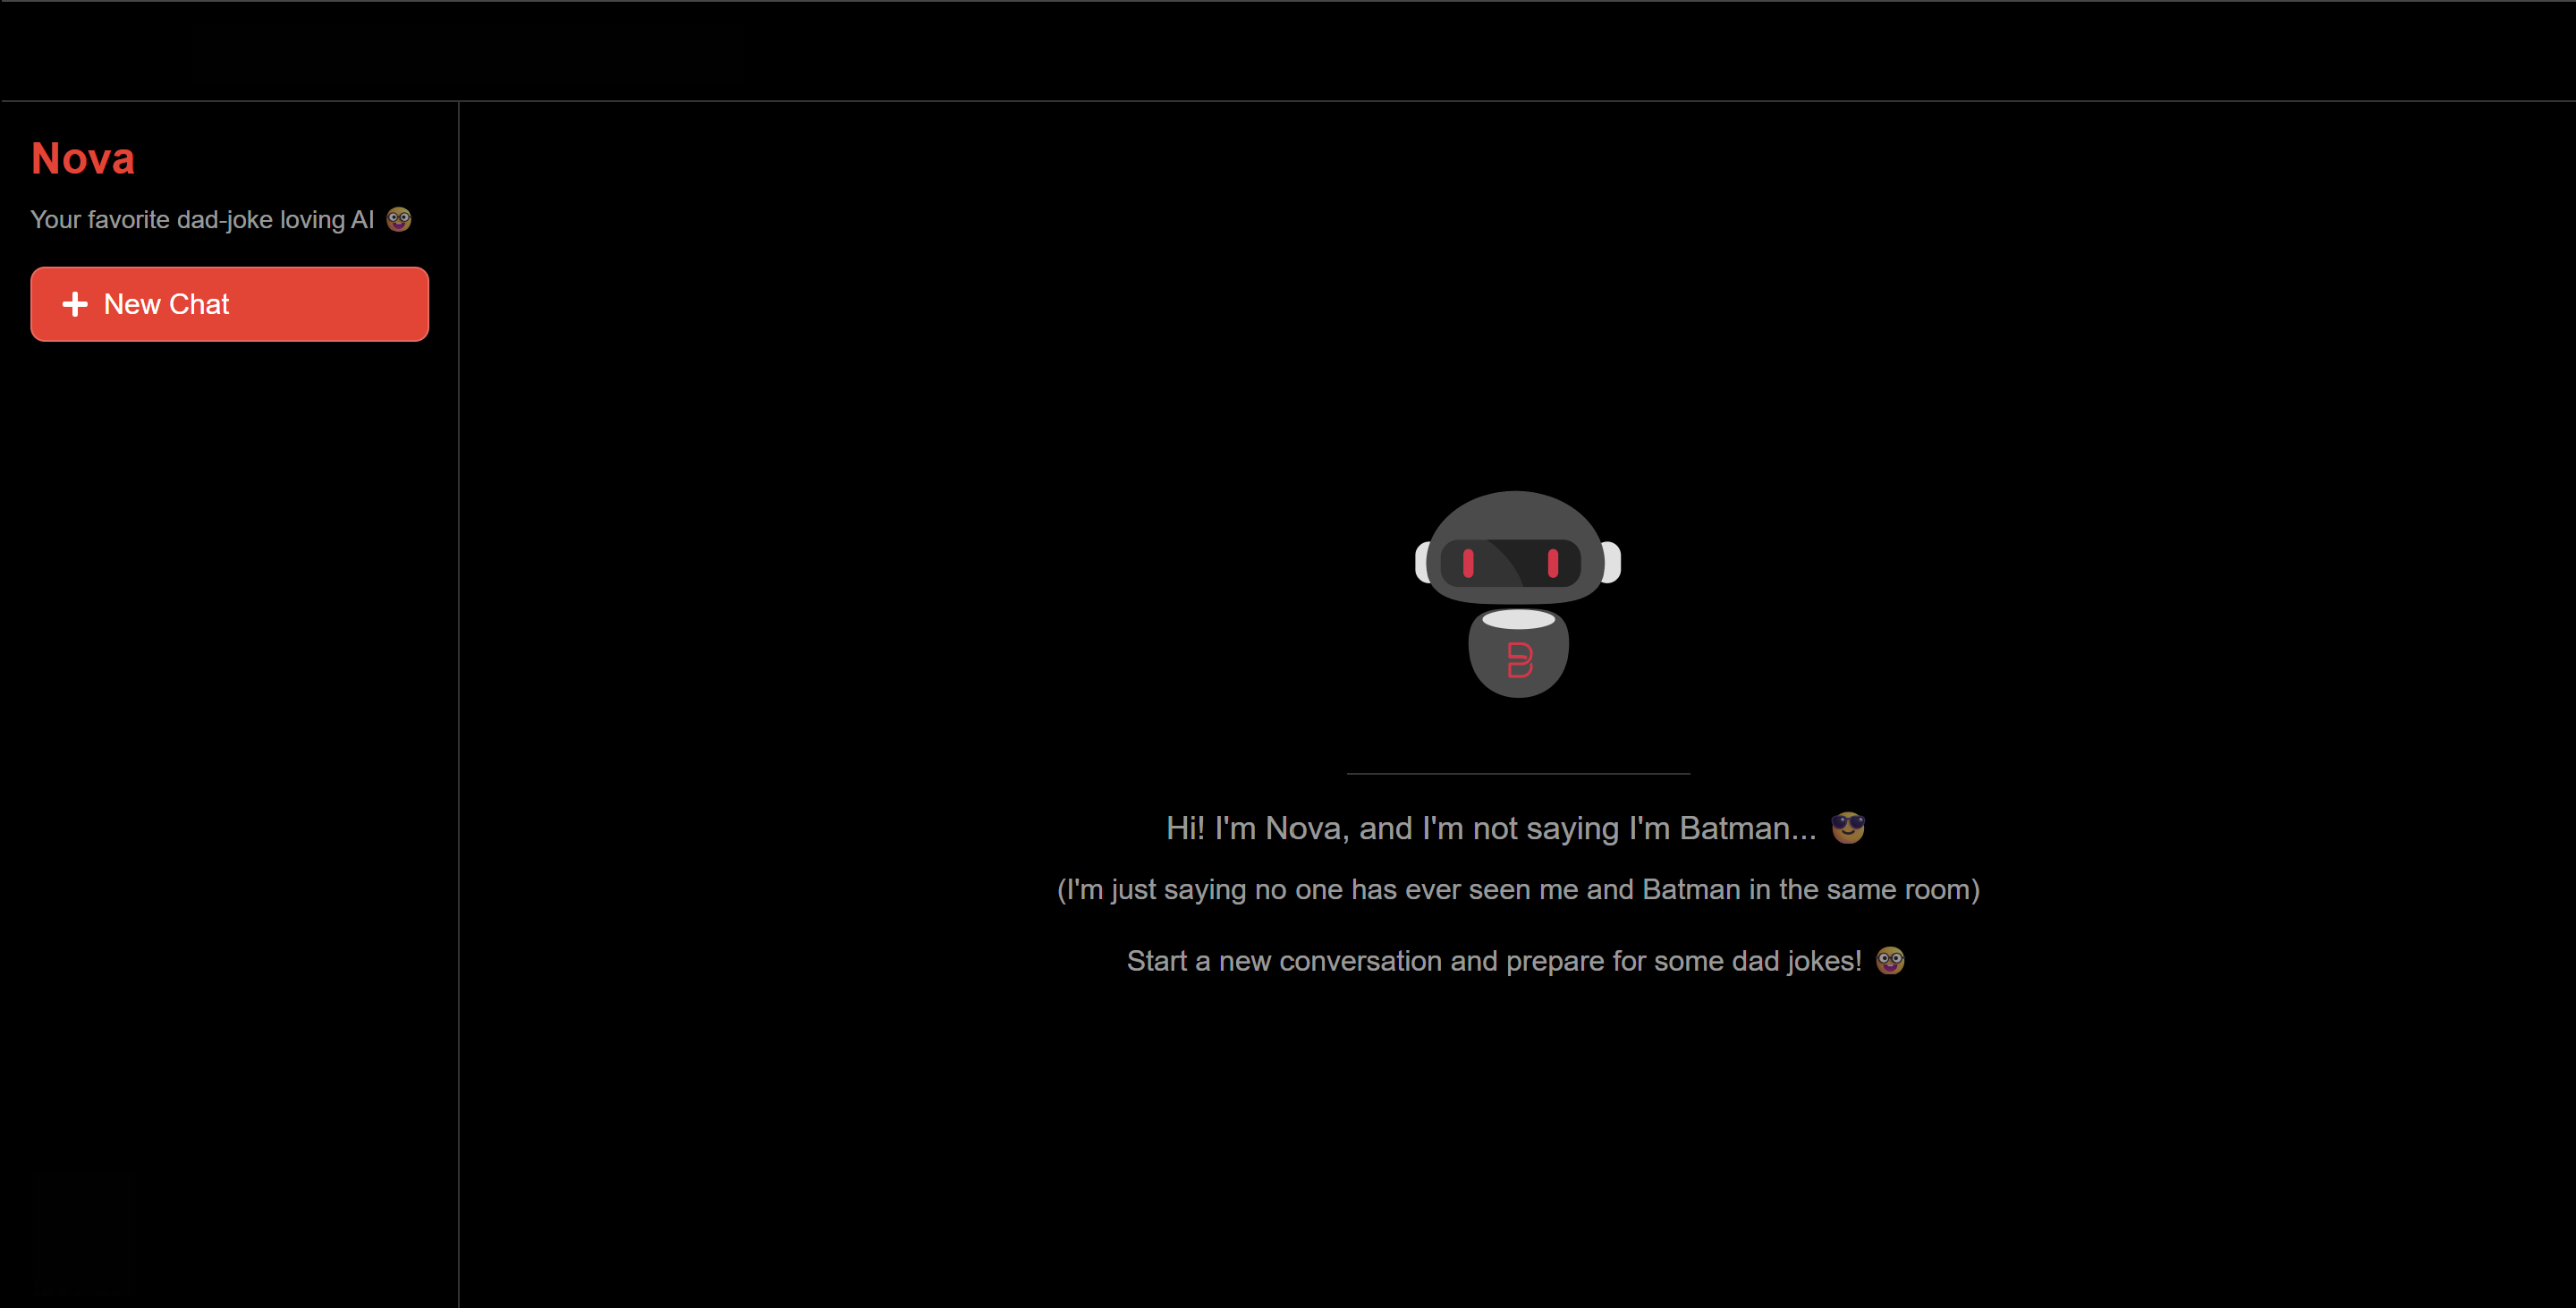 Nova
Your favorite dad-joke loving AI 🤓
+ New Chat
B
Hi! I'm Nova, and I'm not saying I'm Batman... 😎
(I'm just saying no one has ever seen me and Batman in the same room)
Start a new conversation and prepare for some dad jokes! 🤓